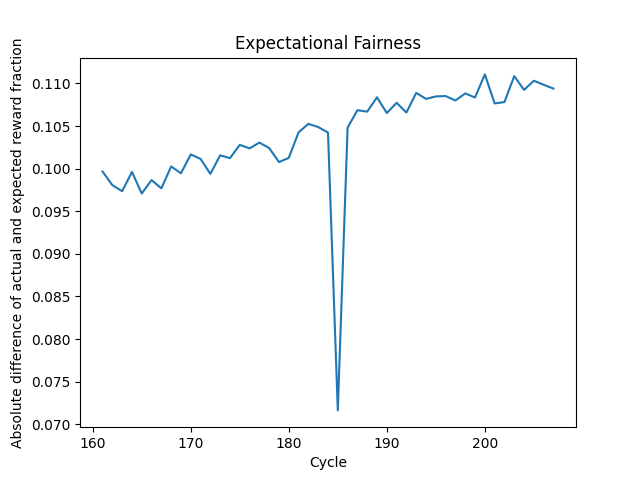 Expectational Fairness
Absolute difference of actual and expected reward fraction
0.110
0.105
0.100
0.095
0.090
0.085
0.080
0.075
0.070
160 170 180 190 200
Cycle